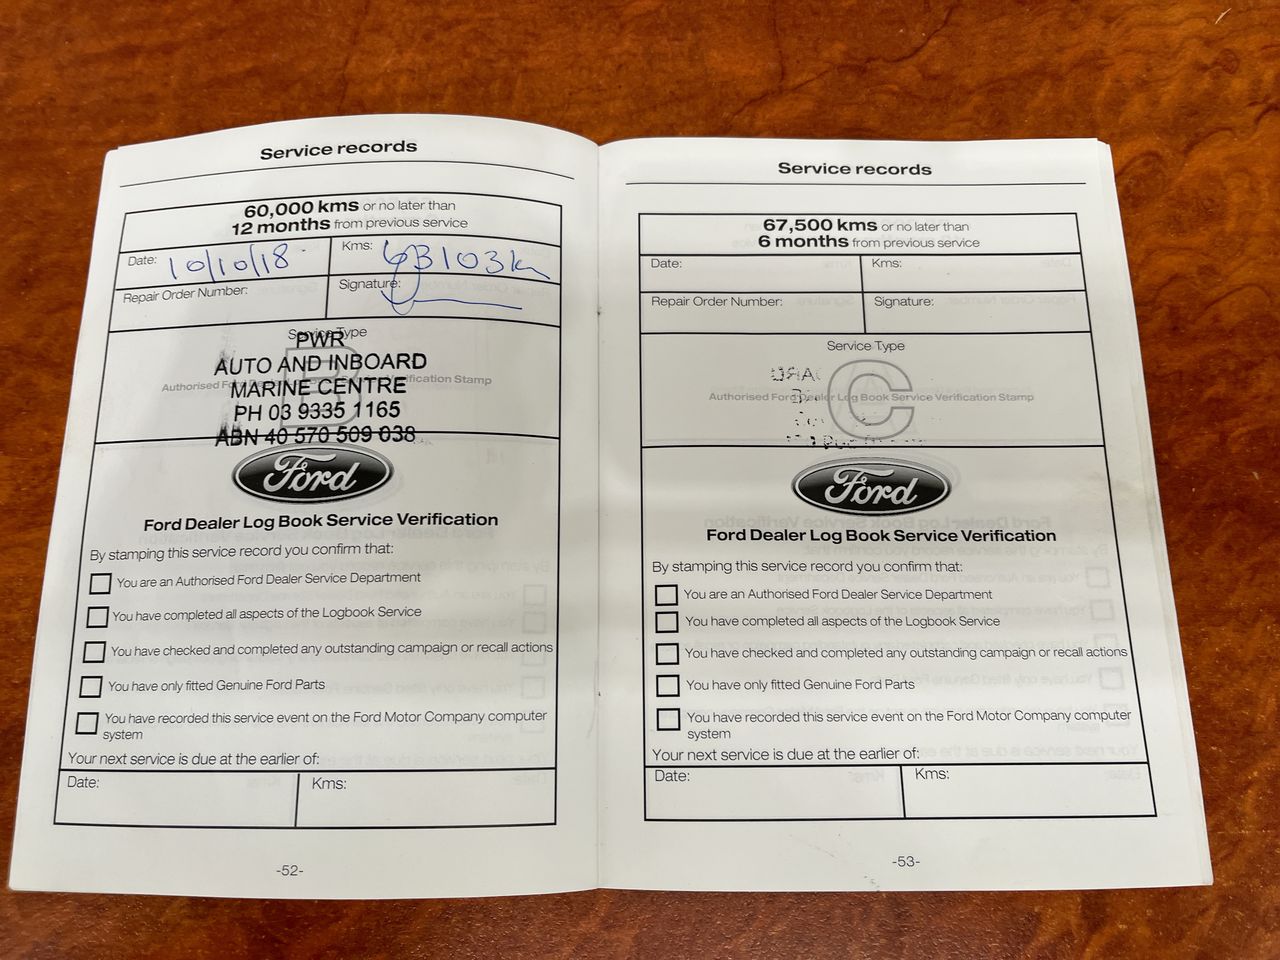 Service records
60,000 kms or no later than
12 months from previous service
Date: 10/10/18
Kms: 63103km
Repair Order Number:
Signature:
Service Type
B
Authorised Ford Dealer Log Book Service Verification Stamp
PWR
AUTO AND INBOARD
MARINE CENTRE
PH 03 9335 1165
ABN 40 570 509 038
Ford
Ford Dealer Log Book Service Verification
By stamping this service record you confirm that:
You are an Authorised Ford Dealer Service Department
You have completed all aspects of the Logbook Service
You have checked and completed any outstanding campaign or recall actions
You have only fitted Genuine Ford Parts
You have recorded this service event on the Ford Motor Company computer
system
Your next service is due at the earlier of:
Date:
Kms:
-52-
Service records
67,500 kms or no later than
6 months from previous service
Date:
Kms:
Repair Order Number:
Signature:
Service Type
C
Authorised Ford Dealer Log Book Service Verification Stamp
Ford
Ford Dealer Log Book Service Verification
By stamping this service record you confirm that:
You are an Authorised Ford Dealer Service Department
You have completed all aspects of the Logbook Service
You have checked and completed any outstanding campaign or recall actions
You have only fitted Genuine Ford Parts
You have recorded this service event on the Ford Motor Company computer
system
Your next service is due at the earlier of:
Date:
Kms:
-53-